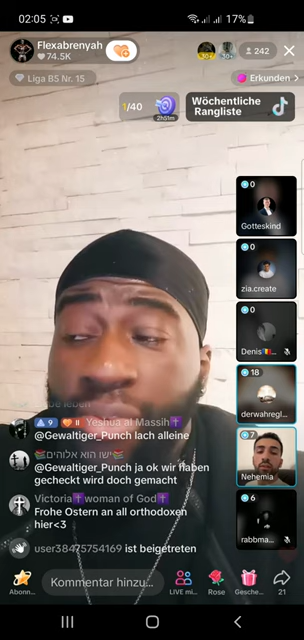 02:05
17%
Flexabrenyah
74.5K
30+
242
Liga B5 Nr. 15
Erkunden >
1/40
2h51m
Wöchentliche
Rangliste
0
Gotteskind
0
zia.create
0
Denis
18
derwahregl...
7
Nehemia
6
rabbma...
9
11
Yeshua al Massih
@Gewaltiger_Punch lach alleine
ישו הוא אלוהים
@Gewaltiger_Punch ja ok wir haben
gecheckt wird doch gemacht
Victoria woman of God
Frohe Ostern an all orthodoxen
hier<3
user38475754169 ist beigetreten
Abonn...
Kommentar hinzu...
LIVE mi...
Rose
Gesche...
21